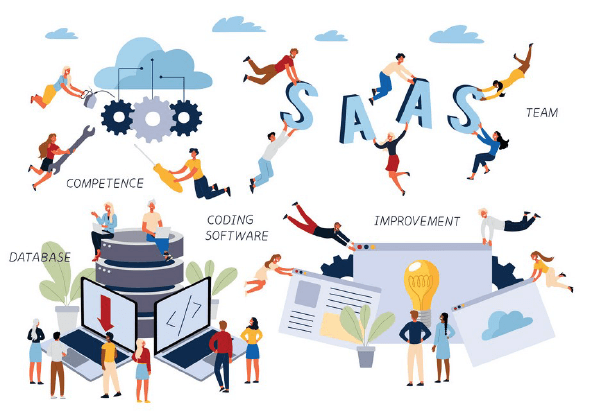 SAAS
TEAM
COMPETENCE
CODING
SOFTWARE
IMPROVEMENT
DATABASE
</>